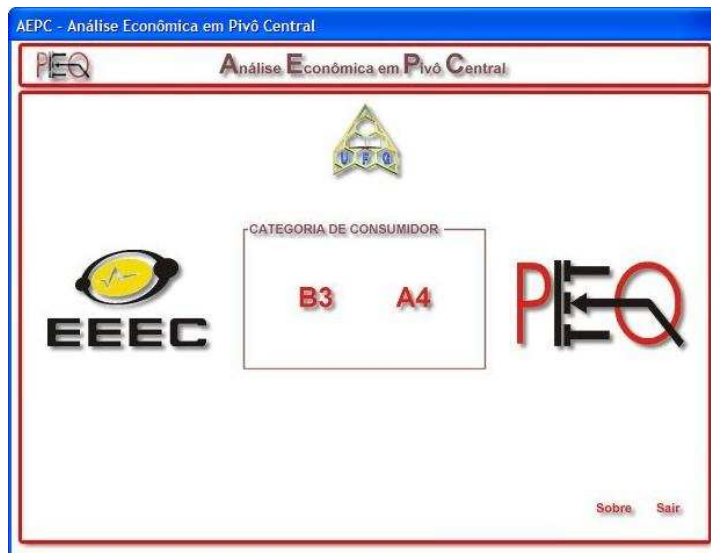 AEPC - Análise Econômica em Pivô Central
PEQ Análise Econômica em Pivô Central
UFG
CATEGORIA DE CONSUMIDOR
B3 A4
EEEC
PEQ
Sobre Sair